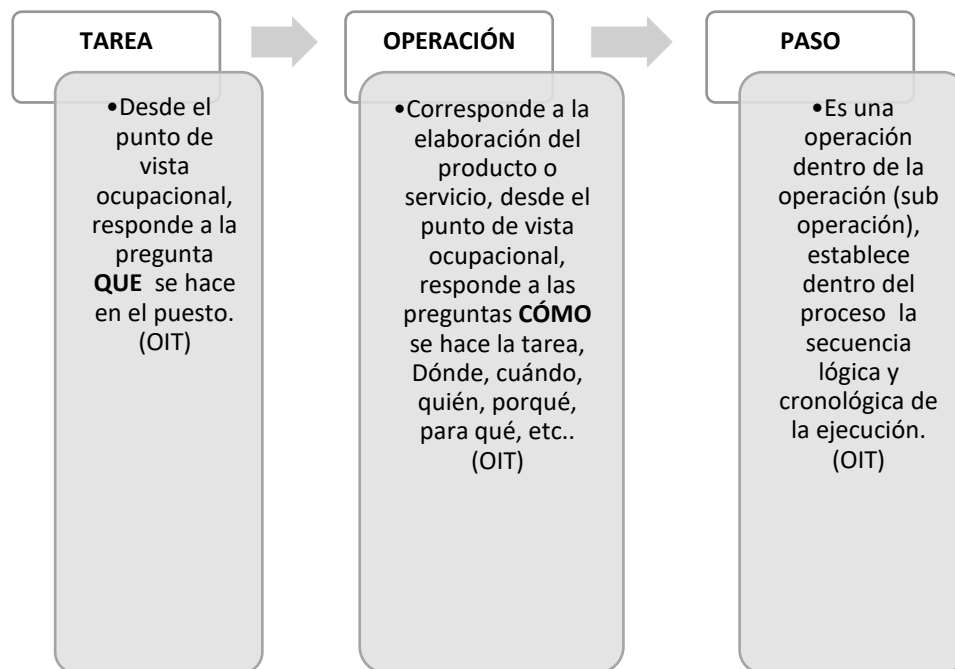 TAREA
•Desde el
punto de
vista
ocupacional,
responde a la
pregunta
QUE se hace
en el puesto.
(OIT)
OPERACIÓN
•Corresponde a la
elaboración del
producto o
servicio, desde el
punto de vista
ocupacional,
responde a las
preguntas CÓMO
se hace la tarea,
Dónde, cuándo,
quién, porqué,
para qué, etc..
(OIT)
PASO
•Es una
operación
dentro de la
operación (sub
operación),
establece
dentro del
proceso la
secuencia
lógica y
cronológica de
la ejecución.
(OIT)